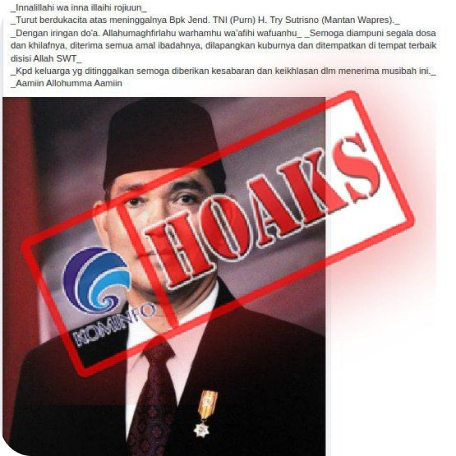 _Innalillahi wa inna illaihi rojiuun_
_Turut berdukacita atas meninggalnya Bpk Jend. TNI (Purn) H. Try Sutrisno (Mantan Wapres)._
_Dengan iringan do'a. Allahumaghfirlahu warhamhu wa'afihi wafuanhu_ _Semoga diampuni segala dosa
dan khilafnya, diterima semua amal ibadahnya, dilapangkan kuburnya dan ditempatkan di tempat terbaik
disisi Allah SWT_
_Kpd keluarga yg ditinggalkan semoga diberikan kesabaran dan keikhlasan dlm menerima musibah ini._
_Aamiin Allohumma Aamiin
HOAKS
KOMINFO